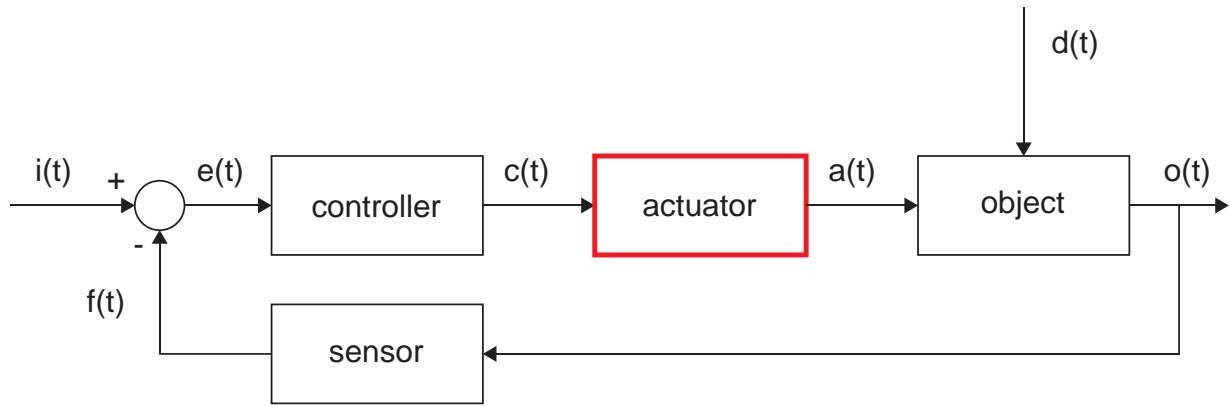 d(t)
i(t)
+
e(t)
controller
c(t)
actuator
a(t)
object
o(t)
-
f(t)
sensor